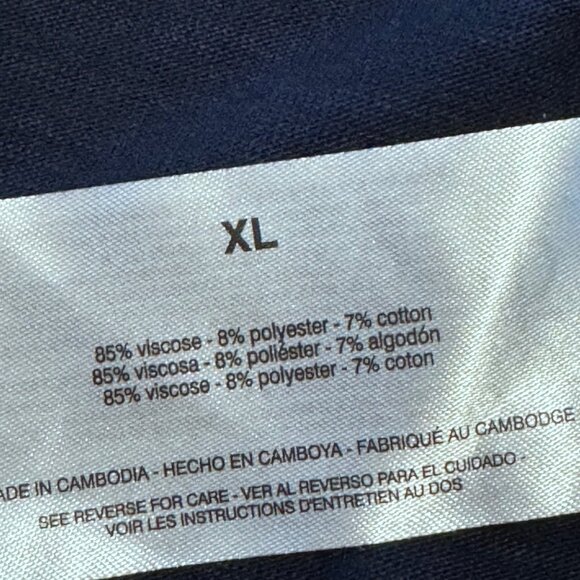 XL
85% viscose - 8% polyester - 7% cotton
85% viscosa - 8% poliéster - 7% algodón
85% viscose - 8% polyester - 7% coton
ADE IN CAMBODIA - HECHO EN CAMBOYA - FABRIQUÉ AU CAMBODGE
SEE REVERSE FOR CARE - VER AL REVERSO PARA EL CUIDADO -
VOIR LES INSTRUCTIONS D'ENTRETIEN AU DOS